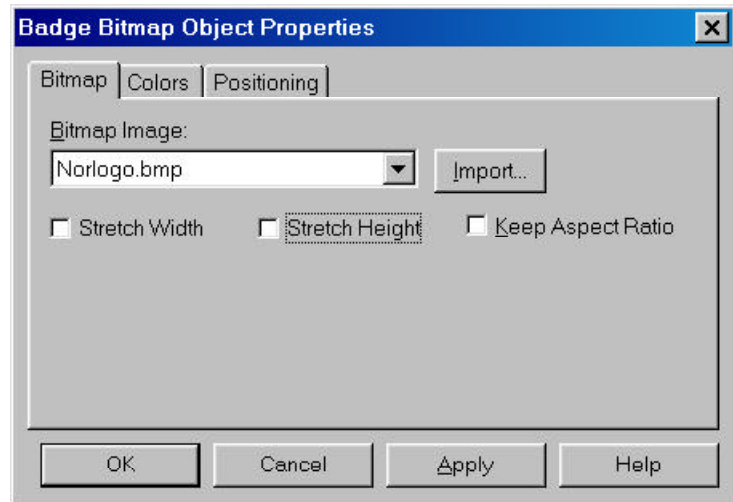 Badge Bitmap Object Properties
Bitmap Colors Positioning
Bitmap Image:
Norlogo.bmp Import...
Stretch Width Stretch Height Keep Aspect Ratio
OK Cancel Apply Help